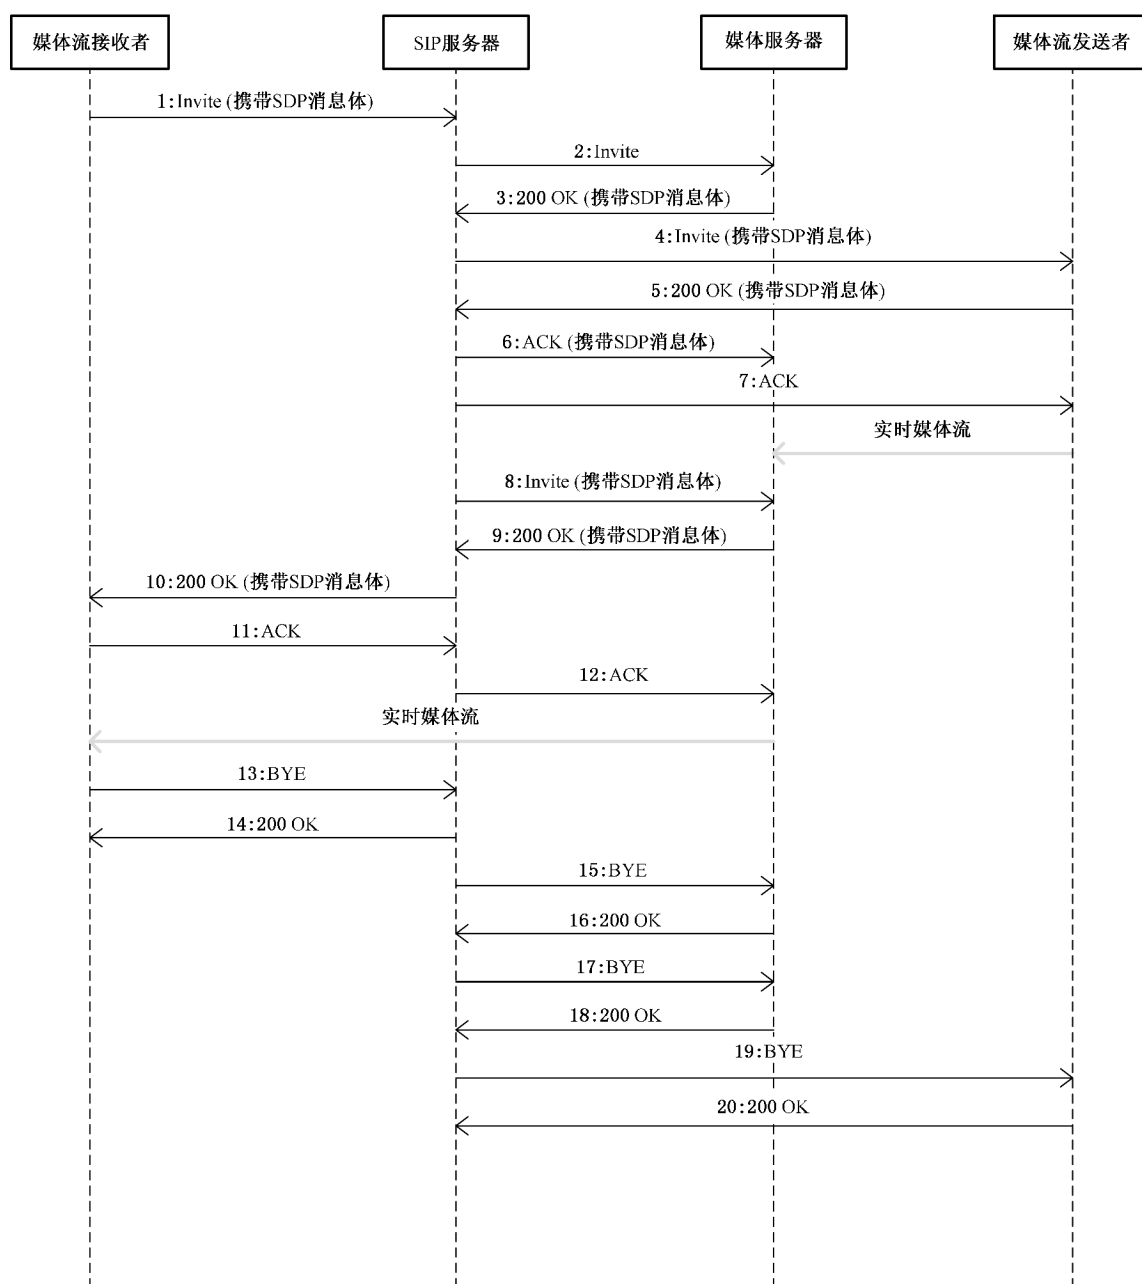 媒体流接收者
SIP服务器
媒体服务器
媒体流发送者
1:Invite (携带SDP消息体)
2:Invite
3:200 OK (携带SDP消息体)
4:Invite (携带SDP消息体)
5:200 OK (携带SDP消息体)
6:ACK (携带SDP消息体)
7:ACK
实时媒体流
8:Invite (携带SDP消息体)
9:200 OK (携带SDP消息体)
10:200 OK (携带SDP消息体)
11:ACK
12:ACK
实时媒体流
13:BYE
14:200 OK
15:BYE
16:200 OK
17:BYE
18:200 OK
19:BYE
20:200 OK